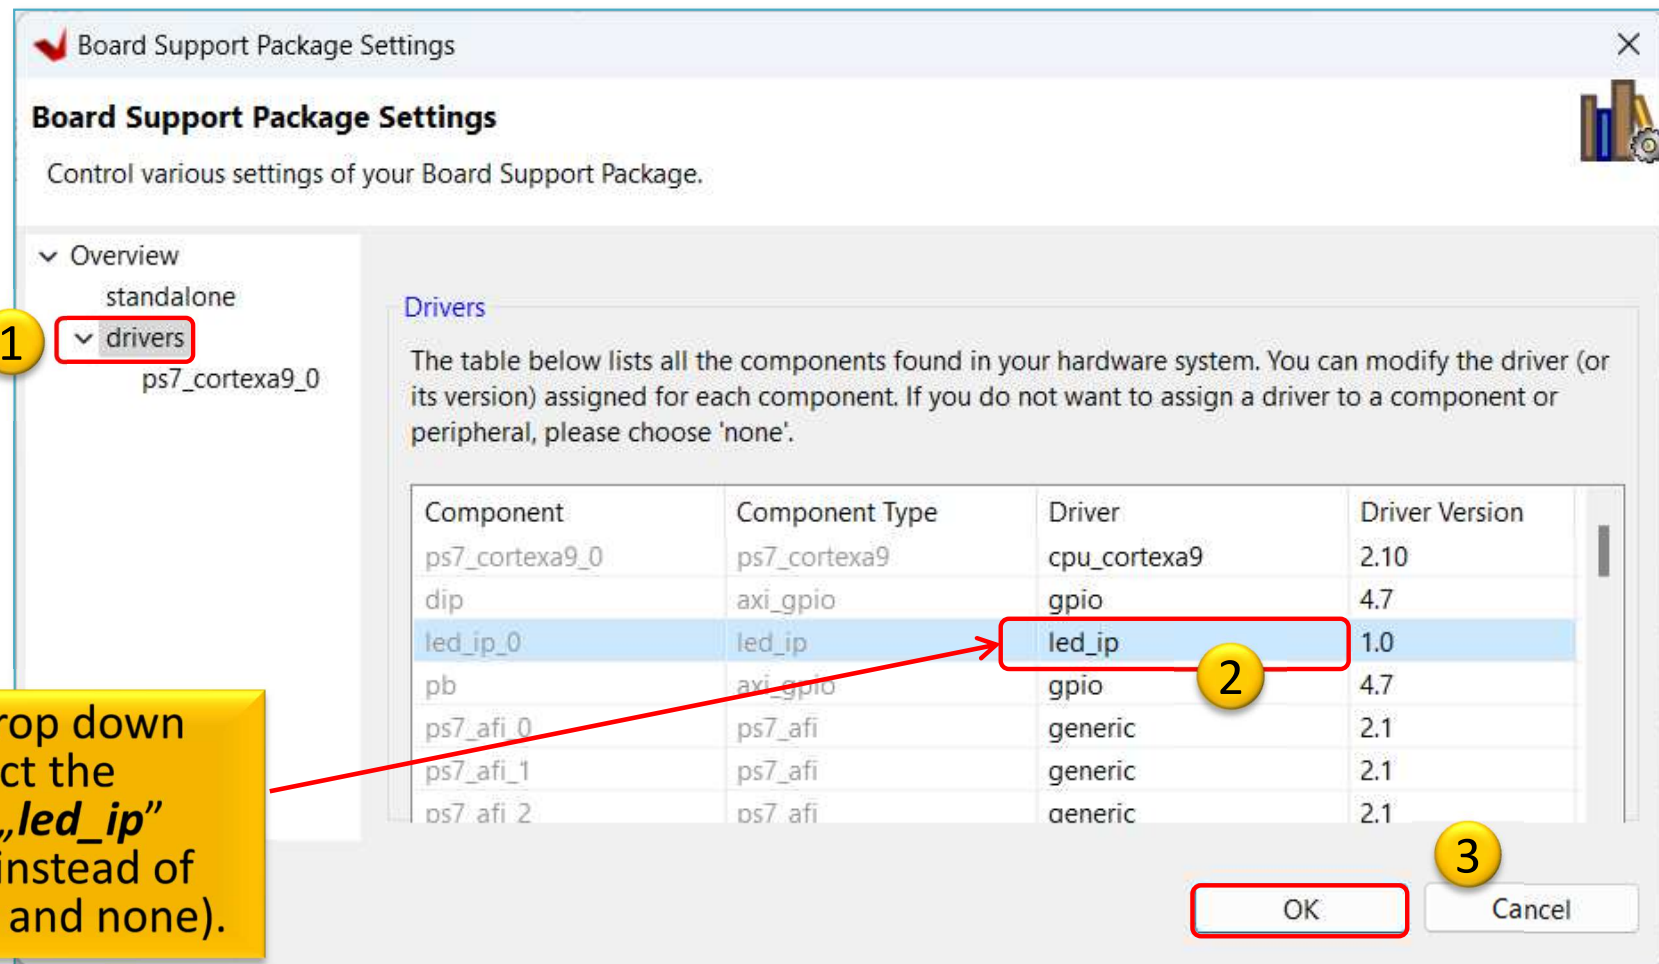 Board Support Package Settings
Board Support Package Settings
Control various settings of your Board Support Package.
Overview
standalone
1
drivers
ps7_cortexa9_0
Drivers
The table below lists all the components found in your hardware system. You can modify the driver (or
its version) assigned for each component. If you do not want to assign a driver to a component or
peripheral, please choose 'none'.
Component Component Type Driver Driver Version
ps7_cortexa9_0 ps7_cortexa9 cpu_cortexa9 2.10
dip axi_gpio gpio 4.7
led_ip_0 led_ip led_ip 1.0
2
pb axi_gpio gpio 4.7
ps7_afi_0 ps7_afi generic 2.1
ps7_afi_1 ps7_afi generic 2.1
ps7_afi_2 ps7_afi generic 2.1
rop down
ct the
„led_ip”
instead of
and none).
3
OK Cancel